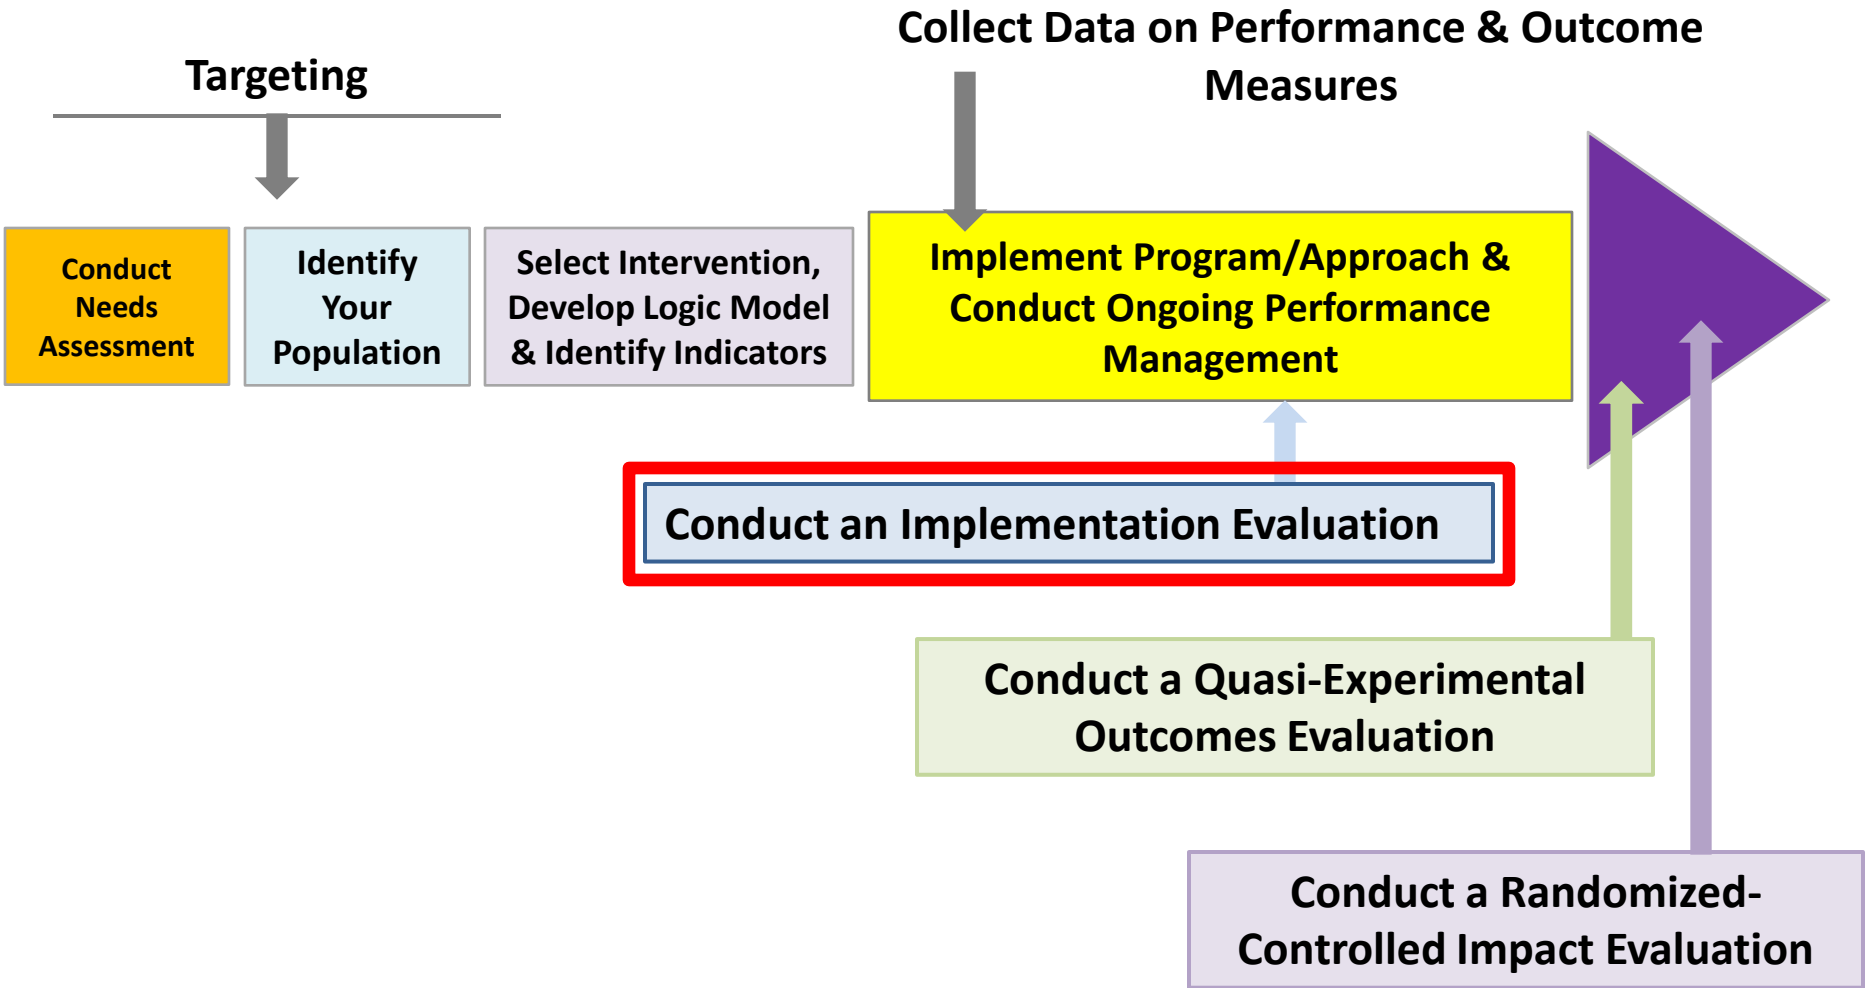 Collect Data on Performance & Outcome
Measures
Targeting
Conduct
Needs
Assessment
Identify
Your
Population
Select Intervention,
Develop Logic Model
& Identify Indicators
Implement Program/Approach &
Conduct Ongoing Performance
Management
Conduct an Implementation Evaluation
Conduct a Quasi-Experimental
Outcomes Evaluation
Conduct a Randomized-
Controlled Impact Evaluation